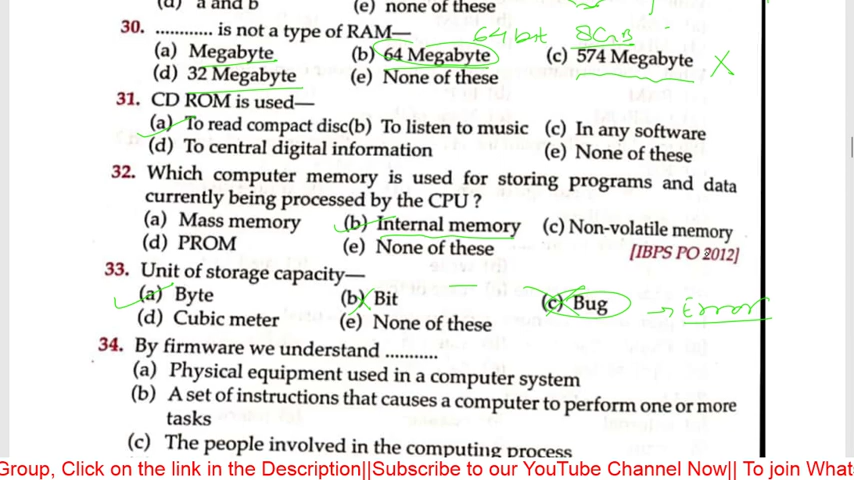 (d) a and b (e) none of these
30. ............ is not a type of RAM— 64 bit 8GB
(a) Megabyte (b) 64 Megabyte (c) 574 Megabyte X
(d) 32 Megabyte (e) None of these
31. CD ROM is used—
(a) To read compact disc(b) To listen to music (c) In any software
(d) To central digital information (e) None of these
32. Which computer memory is used for storing programs and data
currently being processed by the CPU ?
(a) Mass memory (b) Internal memory (c) Non-volatile memory
(d) PROM (e) None of these [IBPS PO 2012]
33. Unit of storage capacity—
(a) Byte (b) Bit (c) Bug → Error
(d) Cubic meter (e) None of these
34. By firmware we understand ...........
(a) Physical equipment used in a computer system
(b) A set of instructions that causes a computer to perform one or more
tasks
(c) The people involved in the computing process
Group, Click on the link in the Description||Subscribe to our YouTube Channel Now|| To join What